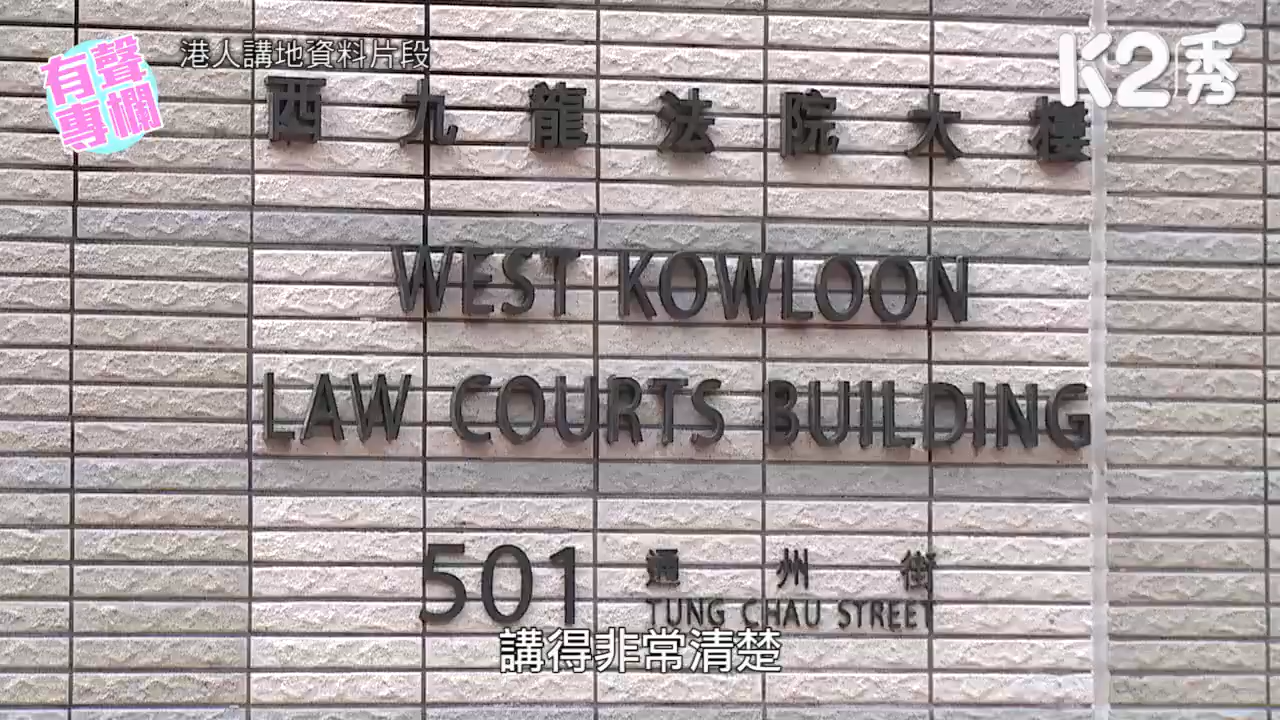 有聲
專欄
港人講地資料片段
K2秀
西九龍法院大樓
WEST KOWLOON
LAW COURTS BUILDING
501 通州街
TUNG CHAU STREET
講得非常清楚